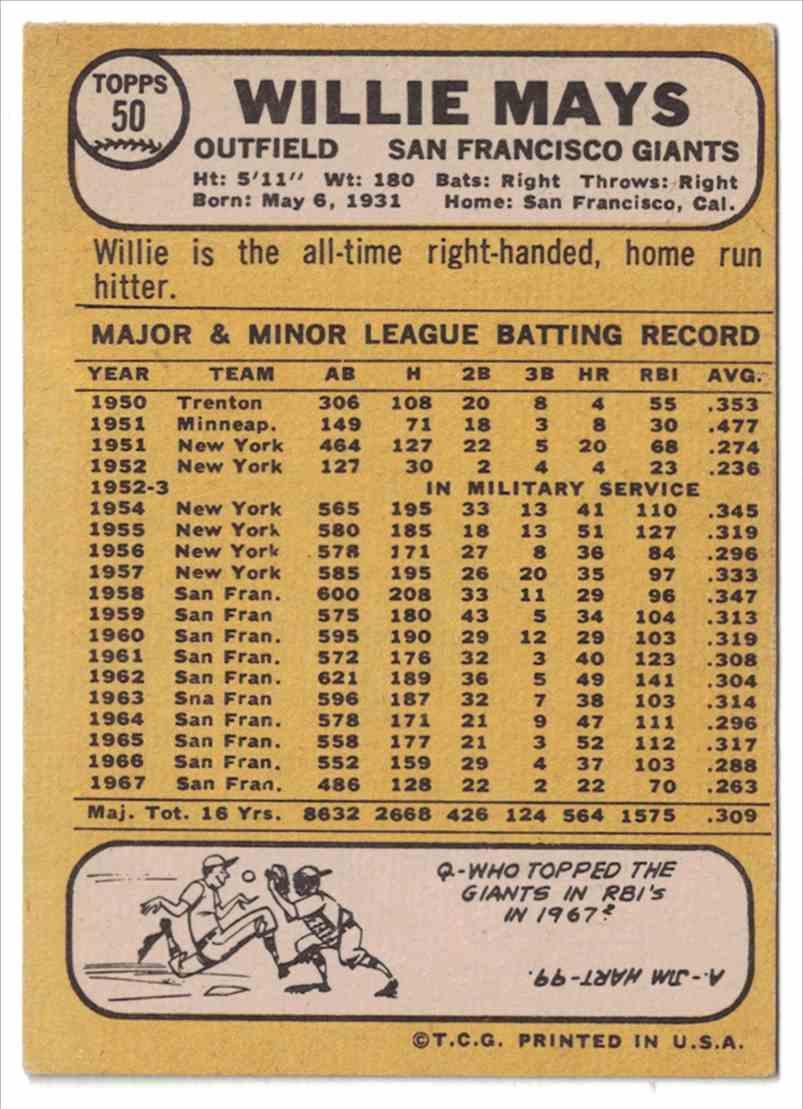 TOPPS
50
WILLIE MAYS
OUTFIELD SAN FRANCISCO GIANTS
Ht: 5'11" Wt: 180 Bats: Right Throws: Right
Born: May 6, 1931 Home: San Francisco, Cal.
Willie is the all-time right-handed, home run
hitter.
MAJOR & MINOR LEAGUE BATTING RECORD
YEAR TEAM AB H 2B 3B HR RBI AVG.
1950 Trenton 306 108 20 8 4 55 .353
1951 Minneap. 149 71 18 3 8 30 .477
1951 New York 464 127 22 5 20 68 .274
1952 New York 127 30 2 4 4 23 .236
1952-3 IN MILITARY SERVICE
1954 New York 565 195 33 13 41 110 .345
1955 New York 580 185 18 13 51 127 .319
1956 New York 578 171 27 8 36 84 .296
1957 New York 585 195 26 20 35 97 .333
1958 San Fran. 600 208 33 11 29 96 .347
1959 San Fran 575 180 43 5 34 104 .313
1960 San Fran. 595 190 29 12 29 103 .319
1961 San Fran. 572 176 32 3 40 123 .308
1962 San Fran. 621 189 36 5 49 141 .304
1963 Sna Fran 596 187 32 7 38 103 .314
1964 San Fran. 578 171 21 9 47 111 .296
1965 San Fran. 558 177 21 3 52 112 .317
1966 San Fran. 552 159 29 4 37 103 .288
1967 San Fran. 486 128 22 2 22 70 .263
Maj. Tot. 16 Yrs. 8632 2668 426 124 564 1575 .309
Q-WHO TOPPED THE
GIANTS IN RBI's
IN 1967?
A-JIM HART-99.
©T.C.G. PRINTED IN U.S.A.